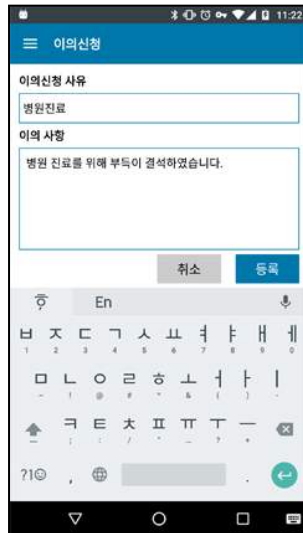 11:22
이의신청
이의신청 사유
병원진료
이의 사항
병원 진료를 위해 부득이 결석하였습니다.
취소 등록
En
ㅂ ㅈ ㄷ ㄱ ㅅ ㅛ ㅕ ㅑ ㅐ ㅔ
1 2 3 4 5 6 7 8 9 0
ㅁ ㄴ ㅇ ㄹ ㅎ ㅗ ㅓ ㅏ ㅣ
ㅋ ㅌ ㅊ ㅍ ㅠ ㅜ ㅡ
?1☺ , .